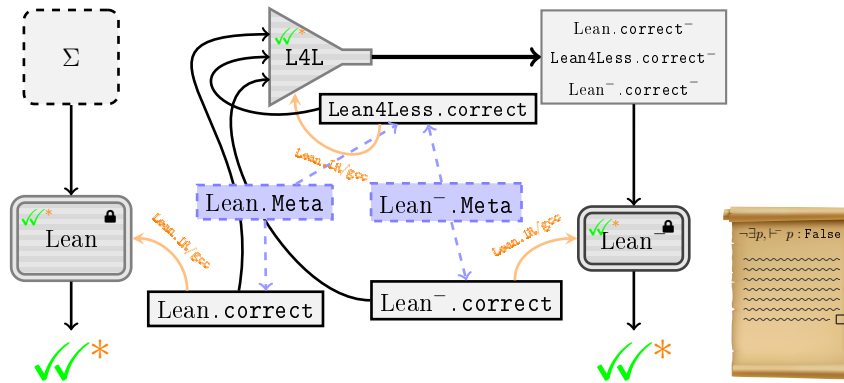 Σ
L4L
Lean.correct⁻
Lean4Less.correct⁻
Lean⁻.correct⁻
Lean4Less.correct
Lean.IR/gcc
Lean.Meta
Lean⁻.Meta
Lean
Lean.IR/gcc
Lean.IR/gcc
Lean⁻
¬∃p, ⊢⁻ p : False
Lean.correct
Lean⁻.correct